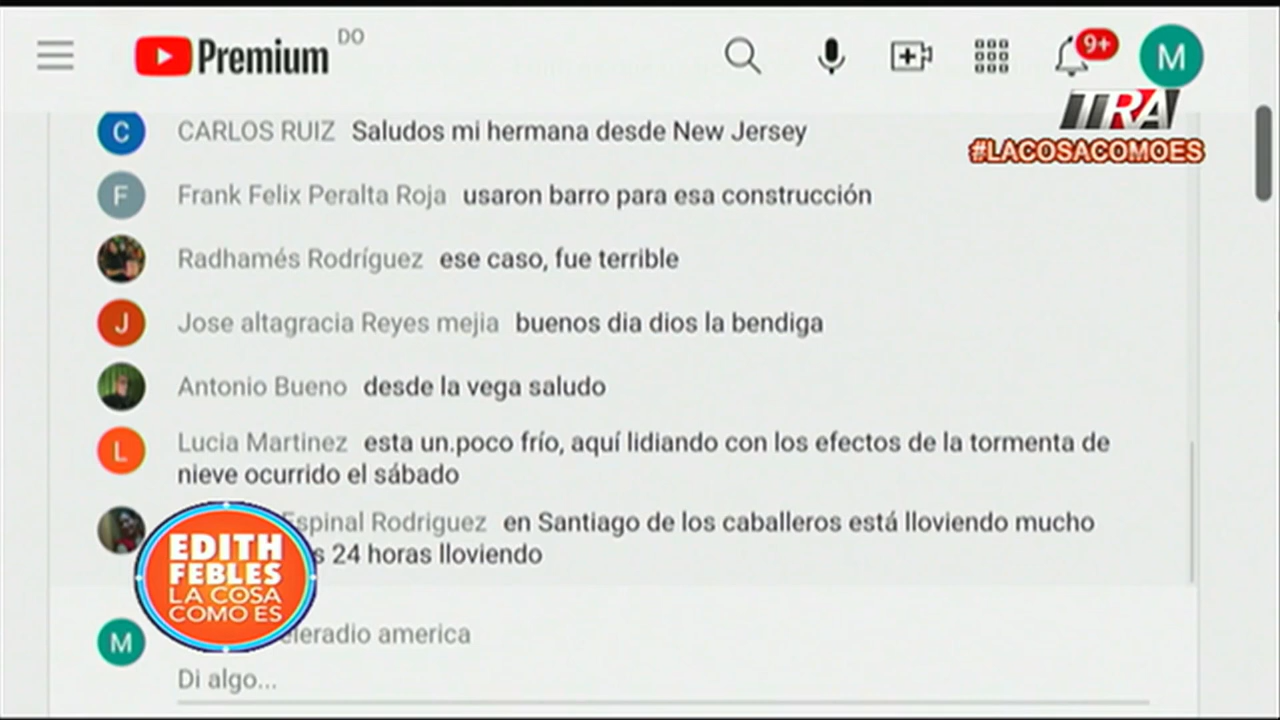 Premium DO
9+
M
TRA
#LACOSACOMOES
C CARLOS RUIZ Saludos mi hermana desde New Jersey
F Frank Felix Peralta Roja usaron barro para esa construcción
Radhamés Rodríguez ese caso, fue terrible
J Jose altagracia Reyes mejia buenos dia dios la bendiga
Antonio Bueno desde la vega saludo
L Lucia Martinez esta un.poco frío, aquí lidiando con los efectos de la tormenta de
nieve ocurrido el sábado
Espinal Rodriguez en Santiago de los caballeros está lloviendo mucho
24 horas lloviendo
EDITH
FEBLES
LA COSA
COMO ES
M america
Di algo...